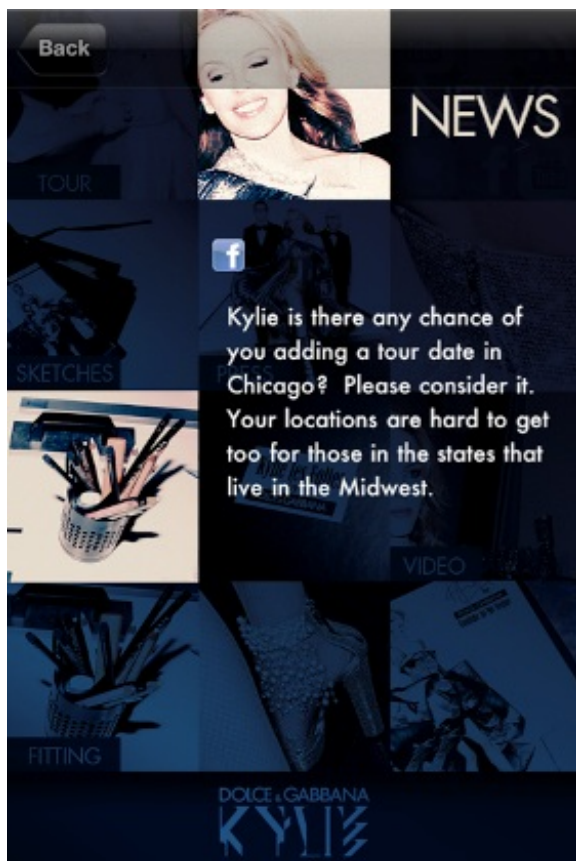 Back
NEWS
TOUR
f
Kylie is there any chance of
you adding a tour date in
SKETCHES
PRESS
Chicago?  Please consider it.
Your locations are hard to get
too for those in the states that
live in the Midwest.
VIDEO
FITTING
DOLCE & GABBANA
KYLIE